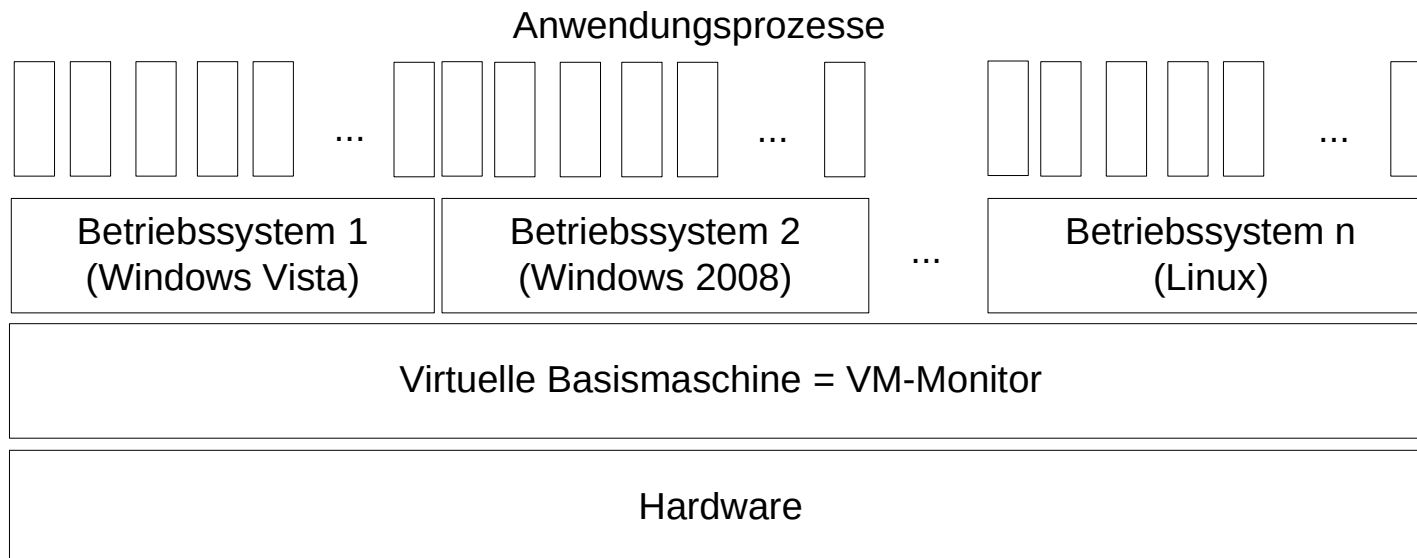 Anwendungsprozesse
... ... ...
Betriebssystem 1
(Windows Vista)
Betriebssystem 2
(Windows 2008)
...
Betriebssystem n
(Linux)
Virtuelle Basismaschine = VM-Monitor
Hardware